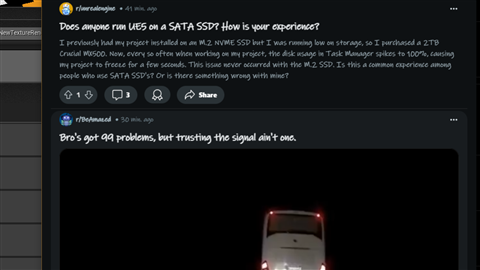 r/unrealengine • 41 min. ago
Does anyone run UE5 on a SATA SSD? How is your experience?
I previously had my project installed on an M.2 NVME SSD but I was running low on storage, so I purchased a 2TB
Crucial MX500. Now, every so often when working on my project, the disk usage in Task Manager spikes to 100%, causing
my project to freeze for a few seconds. This issue never occurred with the M.2 SSD. Is this a common experience among
people who use SATA SSD's? Or is there something wrong with mine?
1 3 Share
r/BeAmazed • 30 min. ago
Bro's got 99 problems, but trusting the signal ain't one.